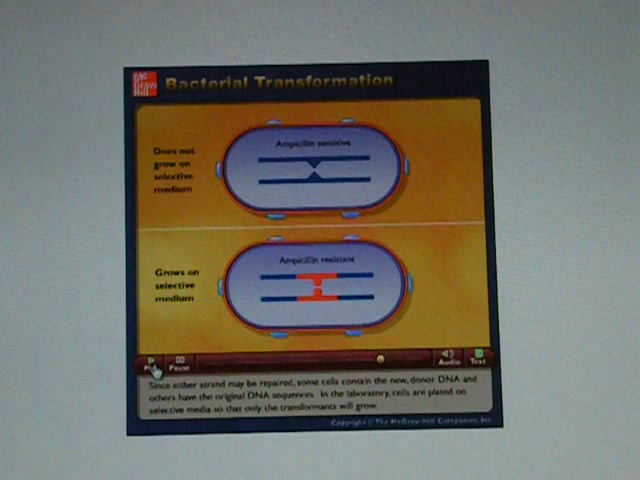 Mc
Graw
Hill
Bacterial Transformation
Does not
grow on
selective
medium
Ampicillin sensitive
Grows on
selective
medium
Ampicillin resistant
Play
Pause
Audio
Text
Since either strand may be repaired, some cells contain the new, donor DNA and
others have the original DNA sequences. In the laboratory, cells are plated on
selective media so that only the transformants will grow.
Copyright © The McGraw-Hill Companies, Inc.